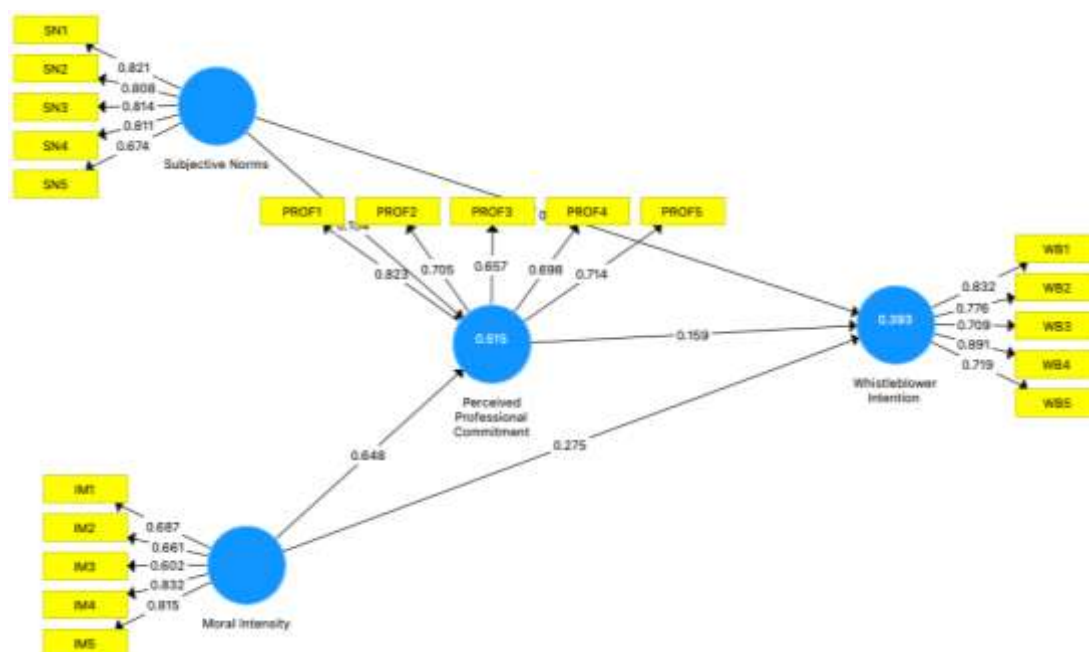 SN1
SN2
SN3
SN4
SN5
0.821
0.808
0.814
0.811
0.674
Subjective Norms
PROF1
PROF2
PROF3
PROF4
PROF5
0.823
0.705
0.657
0.698
0.714
0.615
Perceived
Professional
Commitment
0.159
0.393
Whistleblower
Intention
0.832
0.776
0.709
0.891
0.719
WB1
WB2
WB3
WB4
WB5
0.648
0.275
IM1
IM2
IM3
IM4
IM5
0.687
0.661
0.602
0.832
0.815
Moral Intensity